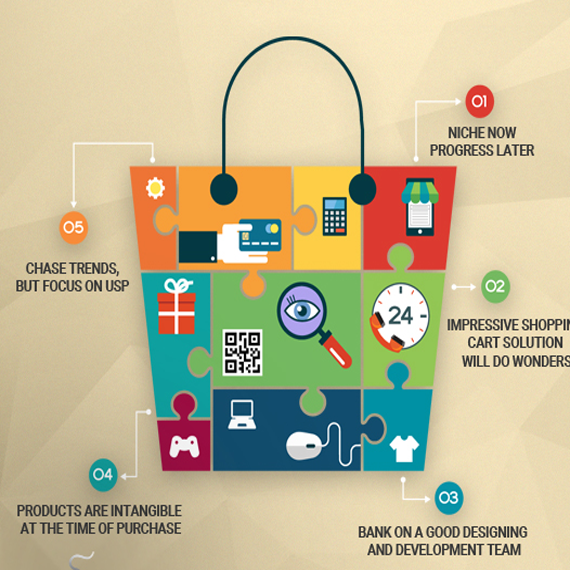 01
NICHE NOW
PROGRESS LATER
02
IMPRESSIVE SHOPPIN
CART SOLUTION
WILL DO WONDERS
24
03
BANK ON A GOOD DESIGNING
AND DEVELOPMENT TEAM
04
PRODUCTS ARE INTANGIBLE
AT THE TIME OF PURCHASE
05
CHASE TRENDS,
BUT FOCUS ON USP